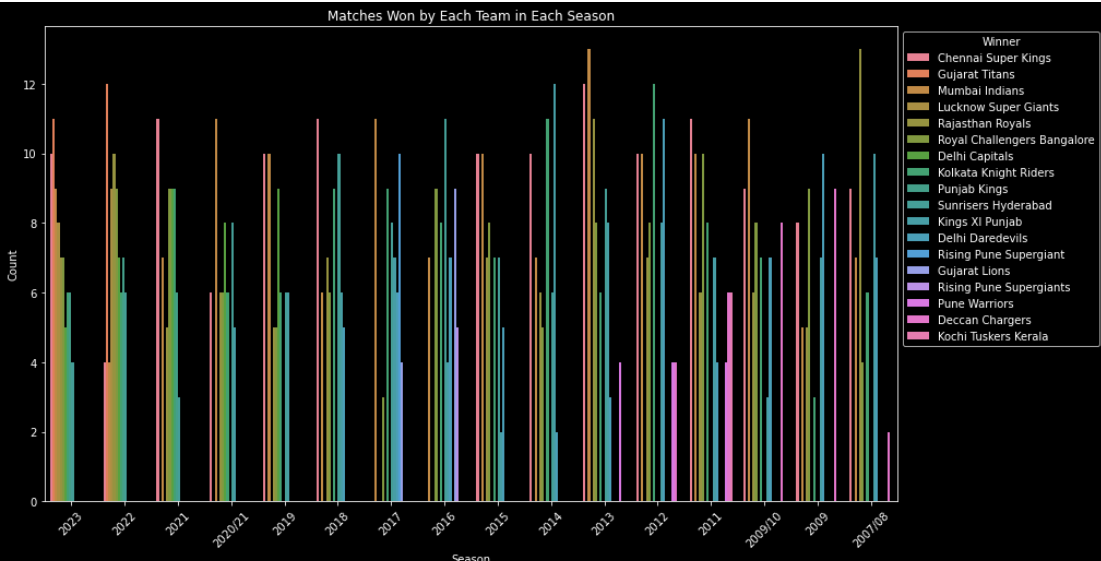 Matches Won by Each Team in Each Season
Count
12
10
8
6
4
2
0
2023
2022
2021
2020/21
2019
2018
2017
2016
2015
2014
2013
2012
2011
2009/10
2009
2007/08
Season
Winner
Chennai Super Kings
Gujarat Titans
Mumbai Indians
Lucknow Super Giants
Rajasthan Royals
Royal Challengers Bangalore
Delhi Capitals
Kolkata Knight Riders
Punjab Kings
Sunrisers Hyderabad
Kings XI Punjab
Delhi Daredevils
Rising Pune Supergiant
Gujarat Lions
Rising Pune Supergiants
Pune Warriors
Deccan Chargers
Kochi Tuskers Kerala